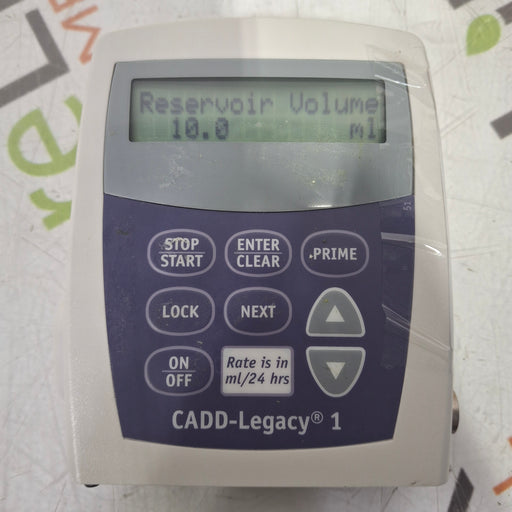 Reservoir Volume
10.0 ml
STOP
START
ENTER
CLEAR
PRIME
LOCK
NEXT
ON
OFF
Rate is in
ml/24 hrs
CADD-Legacy® 1